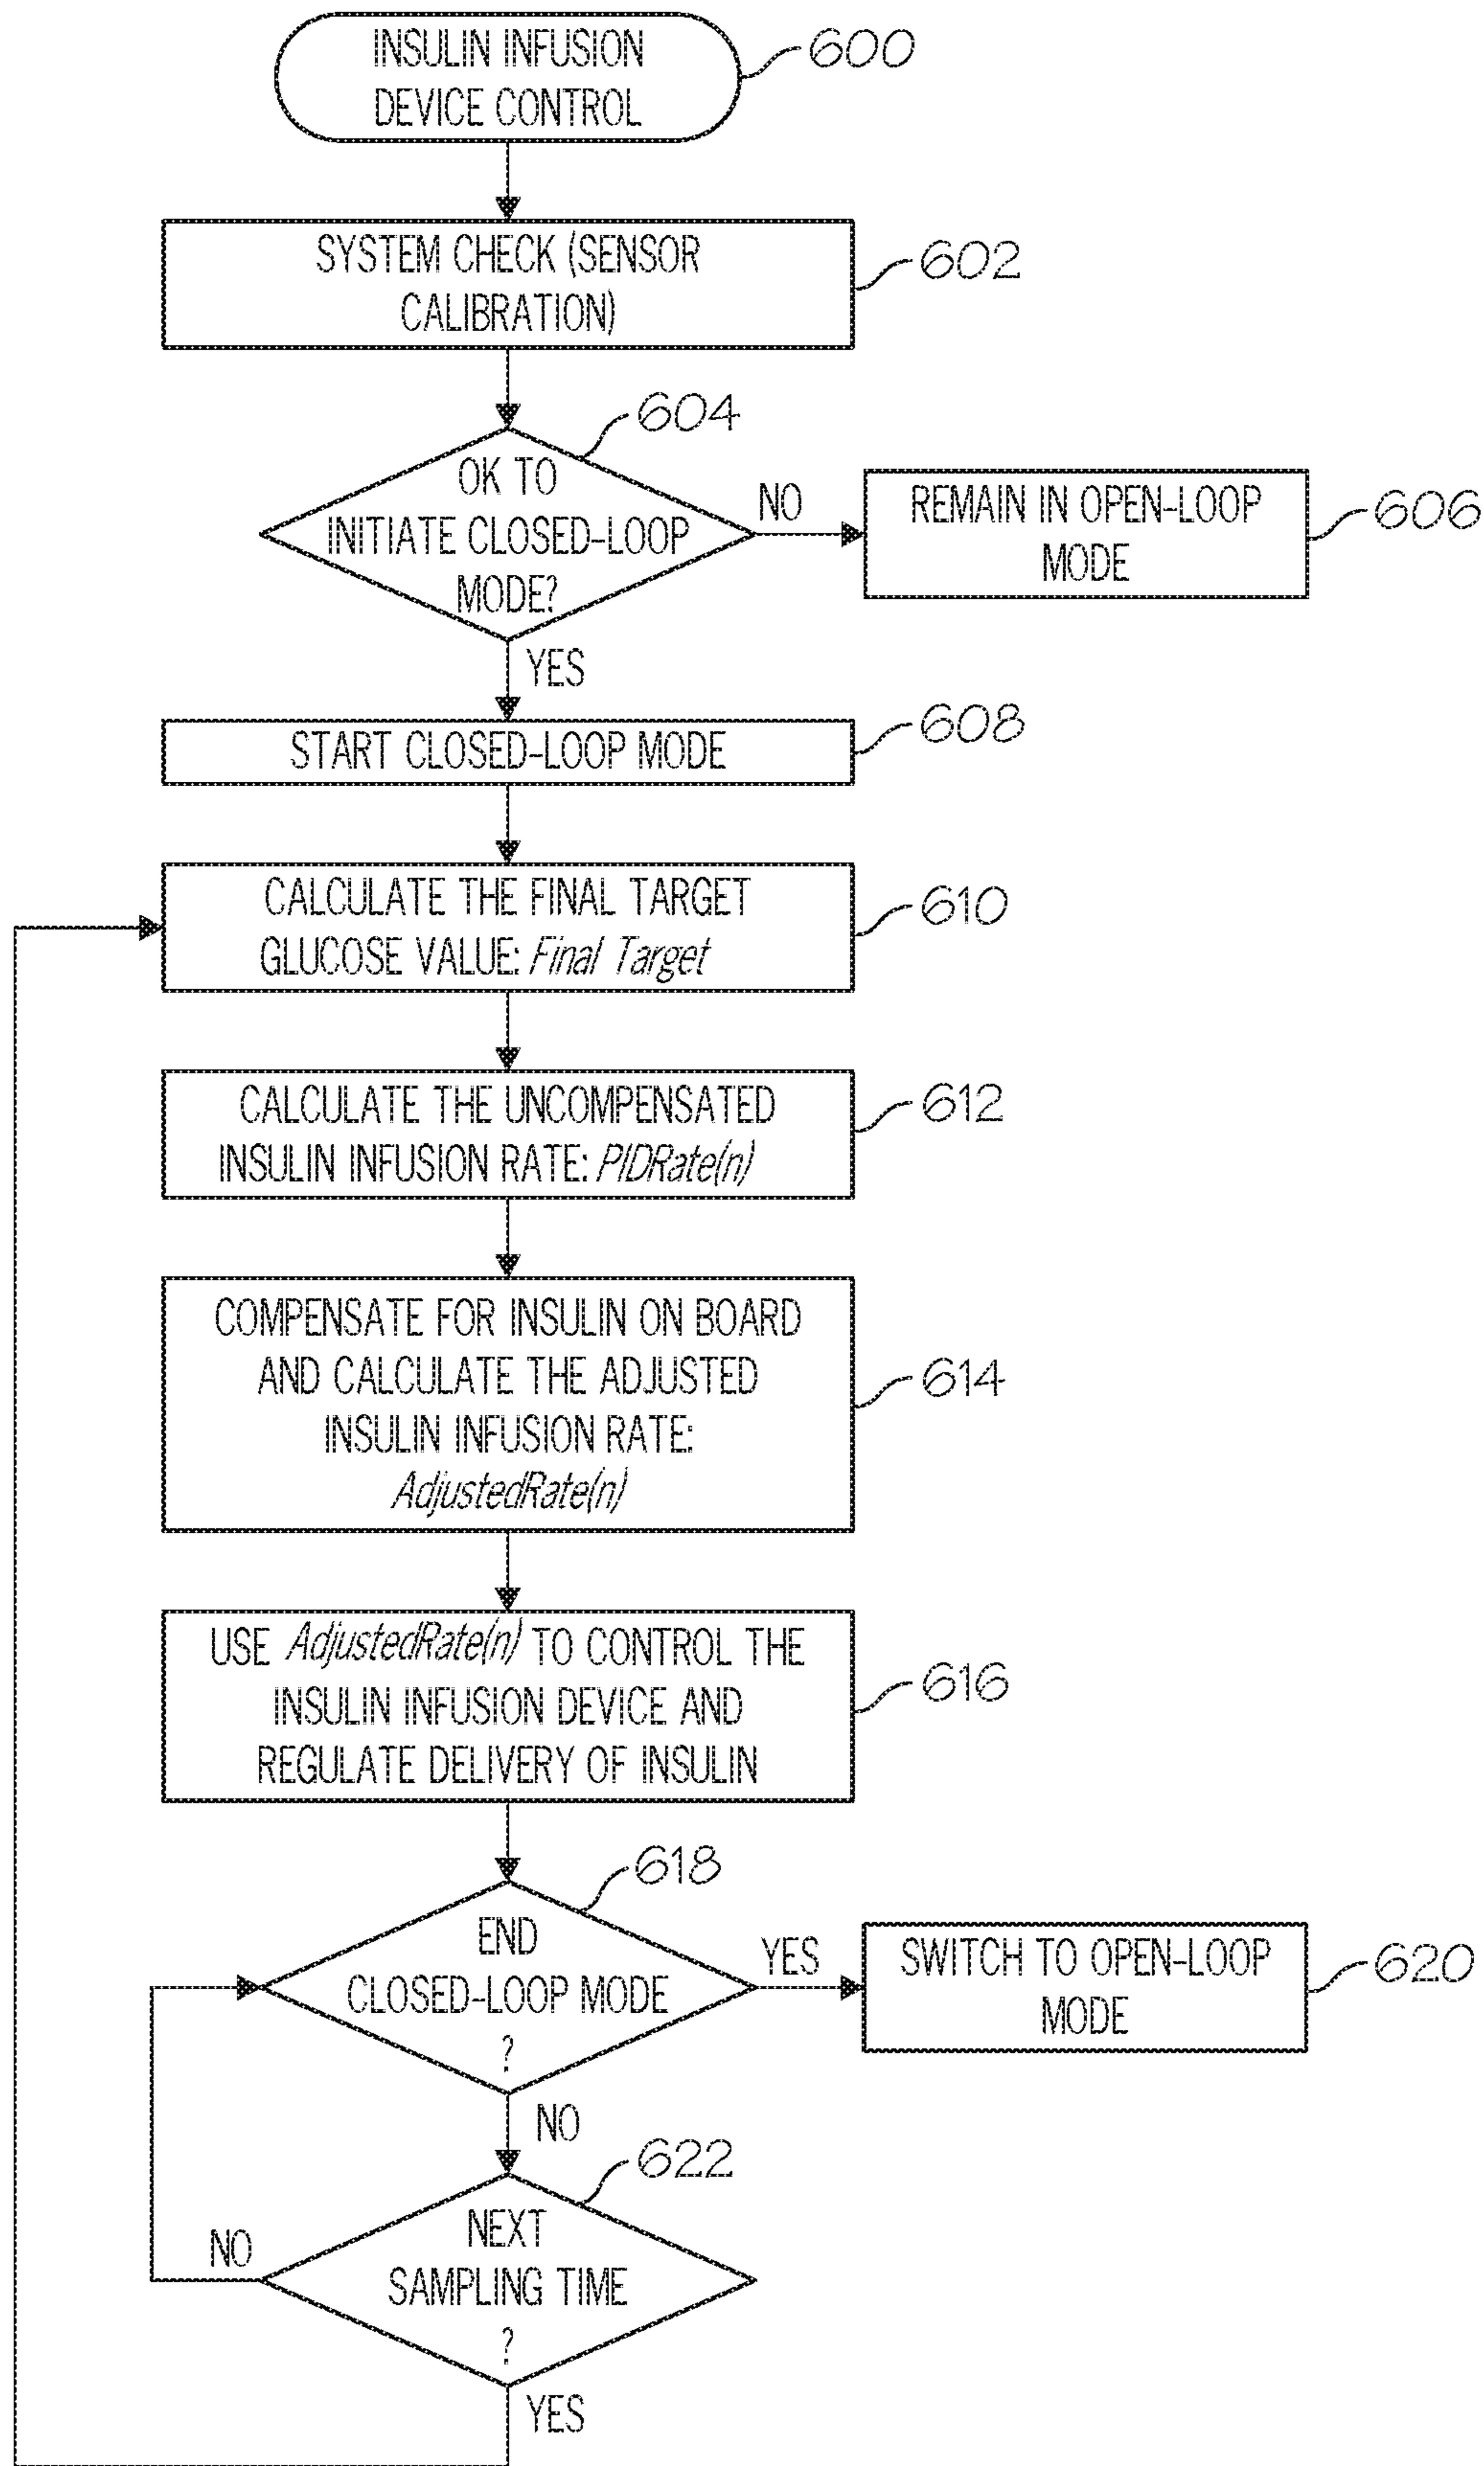 INSULIN INFUSION
DEVICE CONTROL
600
SYSTEM CHECK (SENSOR
CALIBRATION)
602
604
OK TO
INITIATE CLOSED-LOOP
MODE?
NO
REMAIN IN OPEN-LOOP
MODE
606
YES
START CLOSED-LOOP MODE
608
CALCULATE THE FINAL TARGET
GLUCOSE VALUE: Final Target
610
CALCULATE THE UNCOMPENSATED
INSULIN INFUSION RATE: PIDRate(n)
612
COMPENSATE FOR INSULIN ON BOARD
AND CALCULATE THE ADJUSTED
INSULIN INFUSION RATE:
AdjustedRate(n)
614
USE AdjustedRate(n) TO CONTROL THE
INSULIN INFUSION DEVICE AND
REGULATE DELIVERY OF INSULIN
616
618
END
CLOSED-LOOP MODE
?
YES
SWITCH TO OPEN-LOOP
MODE
620
NO
622
NEXT
SAMPLING TIME
?
NO
YES